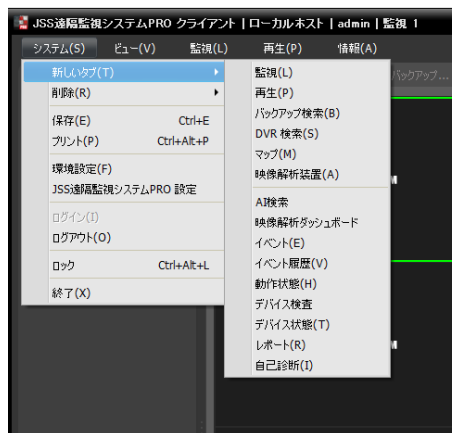 JSS遠隔監視システムPRO クライアント | ローカルホスト | admin | 監視 1
システム(S) ビュー(V) 監視(L) 再生(P) 情報(A)
バックアップ...
新しいタブ(T)
削除(R)
保存(E) Ctrl+E
プリント(P) Ctrl+Alt+P
環境設定(F)
JSS遠隔監視システムPRO 設定
ログイン(I)
ログアウト(O)
ロック Ctrl+Alt+L
終了(X)
監視(L)
再生(P)
バックアップ検索(B)
DVR 検索(S)
マップ(M)
映像解析装置(A)
AI検索
映像解析ダッシュボード
イベント(E)
イベント履歴(V)
動作状態(H)
デバイス検査
デバイス状態(T)
レポート(R)
自己診断(I)